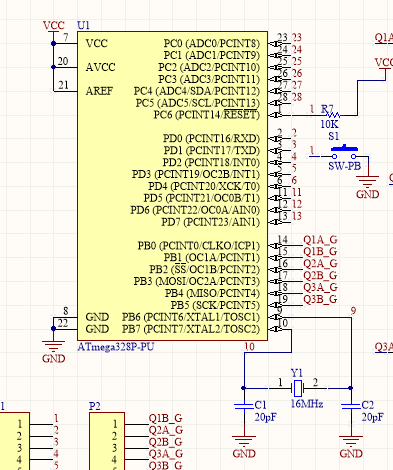 VCC
U1
7
VCC
20
AVCC
21
AREF
PC0 (ADC0/PCINT8) 23 23
PC1 (ADC1/PCINT9) 24 24
PC2 (ADC2/PCINT10) 25 25
PC3 (ADC3/PCINT11) 26 26
PC4 (ADC4/SDA/PCINT12) 27 27
PC5 (ADC5/SCL/PCINT13) 28 28
PC6 (PCINT14/RESET) 1
R7
10K
VCC
Q1A
PD0 (PCINT16/RXD) 2 2
PD1 (PCINT17/TXD) 3 3
PD2 (PCINT18/INT0) 4 4
PD3 (PCINT19/OC2B/INT1) 5 5
PD4 (PCINT20/XCK/T0) 6 6
PD5 (PCINT21/OC0B/T1) 11 11
PD6 (PCINT22/OC0A/AIN0) 12 12
PD7 (PCINT23/AIN1) 13 13
S1
1
SW-PB
GND
PB0 (PCINT0/CLKO/ICP1) 14 Q1A_G
PB1 (OC1A/PCINT1) 15 Q1B_G
PB2 (SS/OC1B/PCINT2) 16 Q2A_G
PB3 (MOSI/OC2A/PCINT3) 17 Q2B_G
PB4 (MISO/PCINT4) 18 Q3A_G
PB5 (SCK/PCINT5) 19 Q3B_G
8 GND
PB6 (PCINT6/XTAL1/TOSC1) 9 9
22 GND
PB7 (PCINT7/XTAL2/TOSC2) 10
GND
ATmega328P-PU
10
Q3A
Y1
1 2
16MHz
C1
20pF
C2
20pF
GND
GND
1
1 1
2 2
3 3
4 4
5
P2
1 Q1B_G
2 Q2A_G
3 Q2B_G
4 Q3A_G
Q3B_G